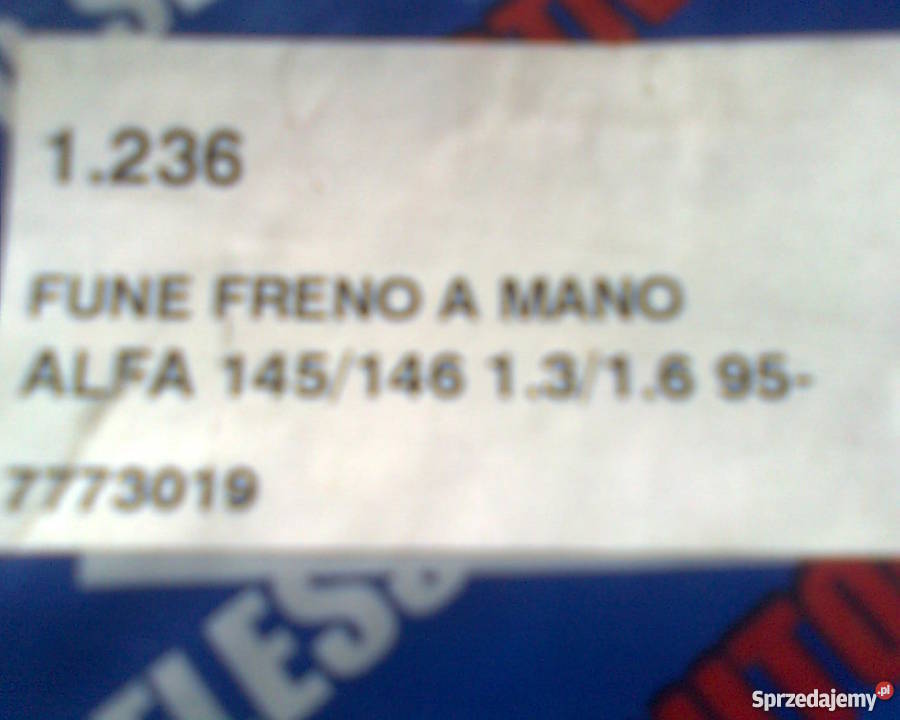 1.236
FUNE FRENO A MANO
ALFA 145/146 1.3/1.6 95-
7773019
Sprzedajemy.pl